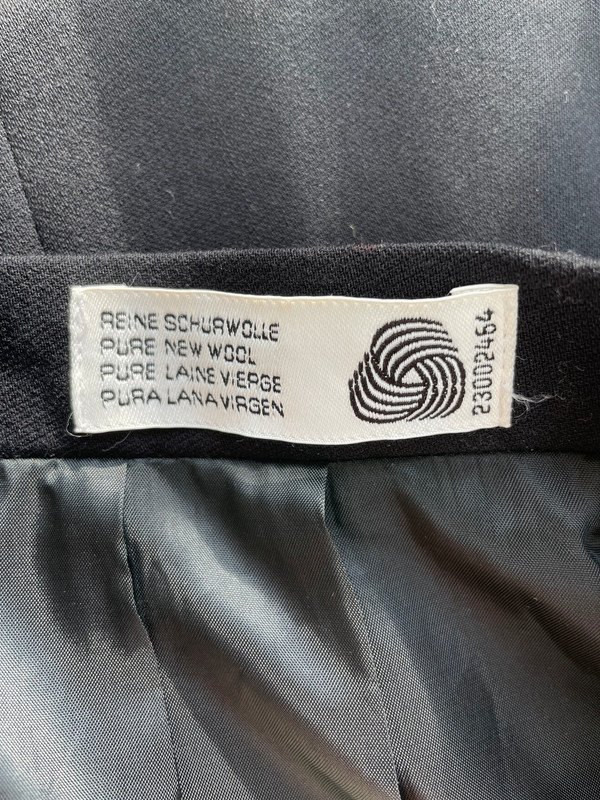 REINE SCHURWOLLE
PURE NEW WOOL
PURE LAINE VIERGE
PURA LANA VIRGEN
23002464